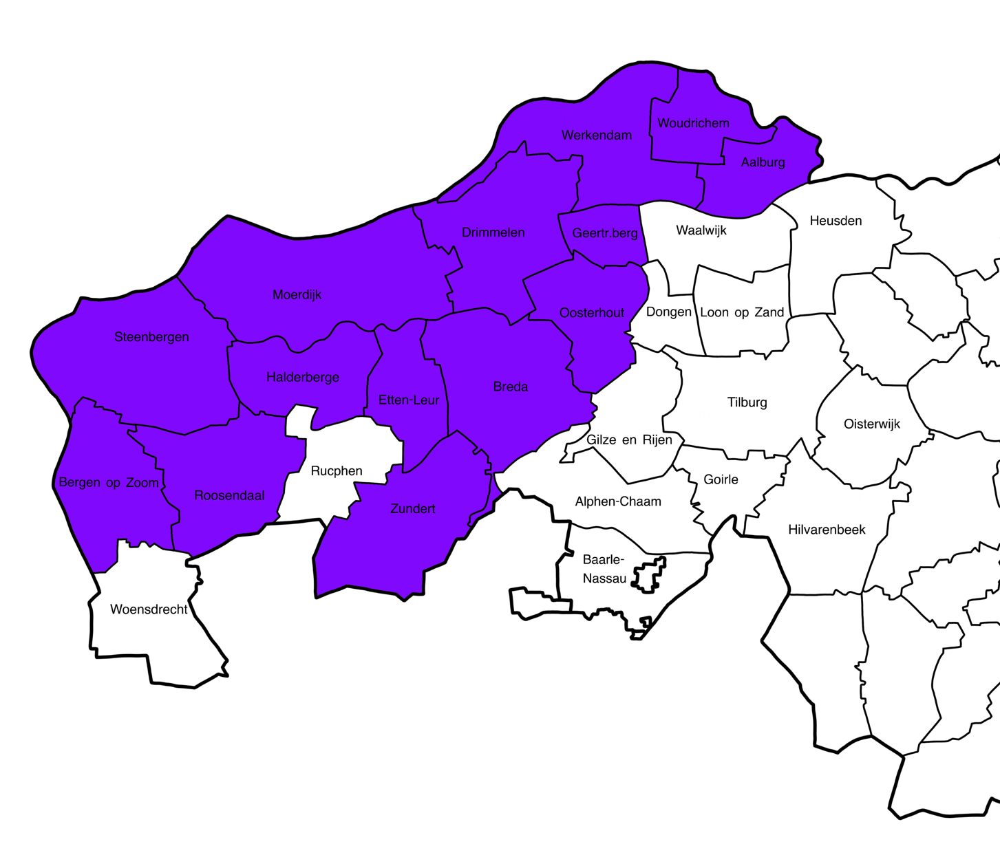 Woudrichem
Werkendam
Aalburg
Heusden
Waalwijk
Drimmelen
Geertr.berg
Moerdijk
Oosterhout
Dongen
Loon op Zand
Steenbergen
Halderberge
Breda
Etten-Leur
Tilburg
Oisterwijk
Gilze en Rijen
Rucphen
Goirle
Bergen op Zoom
Roosendaal
Alphen-Chaam
Zundert
Hilvarenbeek
Baarle-
Nassau
Woensdrecht